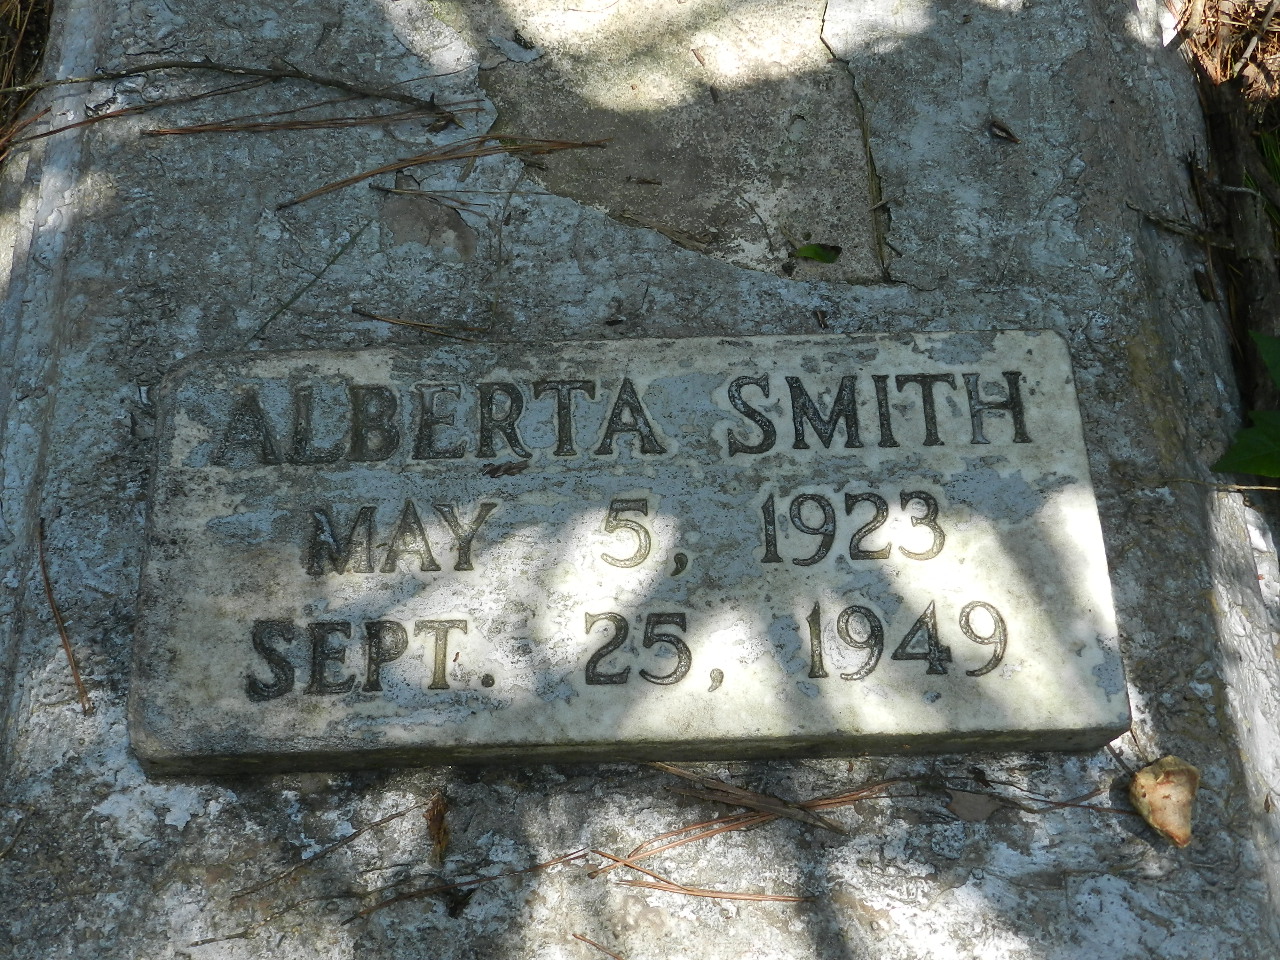 ALBERTA SMITH
MAY 5, 1923
SEPT. 25, 1949